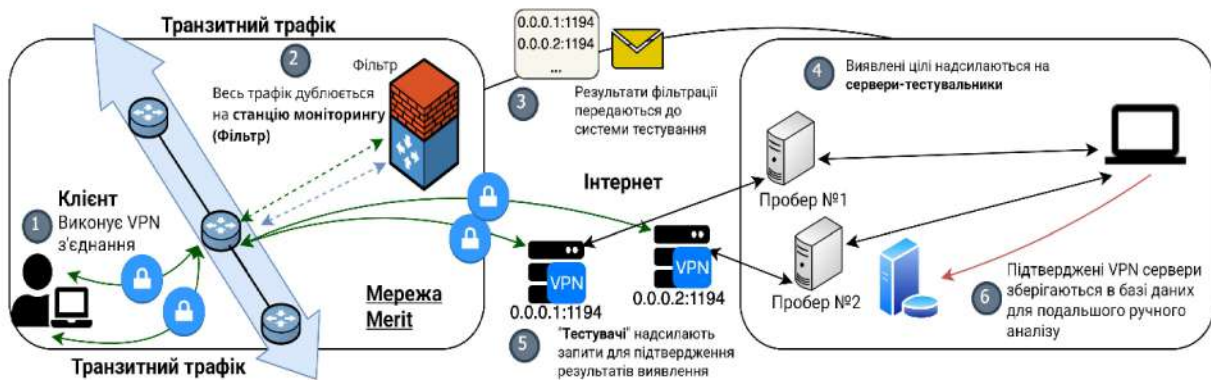 Транзитний трафік
2
Фільтр
Весь трафік дублюється
на станцію моніторингу
(Фільтр)
Клієнт
1
Виконує VPN
з'єднання
Мережа
Merit
Транзитний трафік
0.0.0.1:1194
0.0.0.2:1194
...
3
Результати фільтрації
передаються до
системи тестування
Інтернет
VPN
0.0.0.1:1194
VPN
0.0.0.2:1194
5
"Тестувачі" надсилають
запити для підтвердження
результатів виявлення
4
Виявлені цілі надсилаються на
сервери-тестувальники
Пробер №1
Пробер №2
6
Підтверджені VPN сервери
зберігаються в базі даних
для подальшого ручного
аналізу